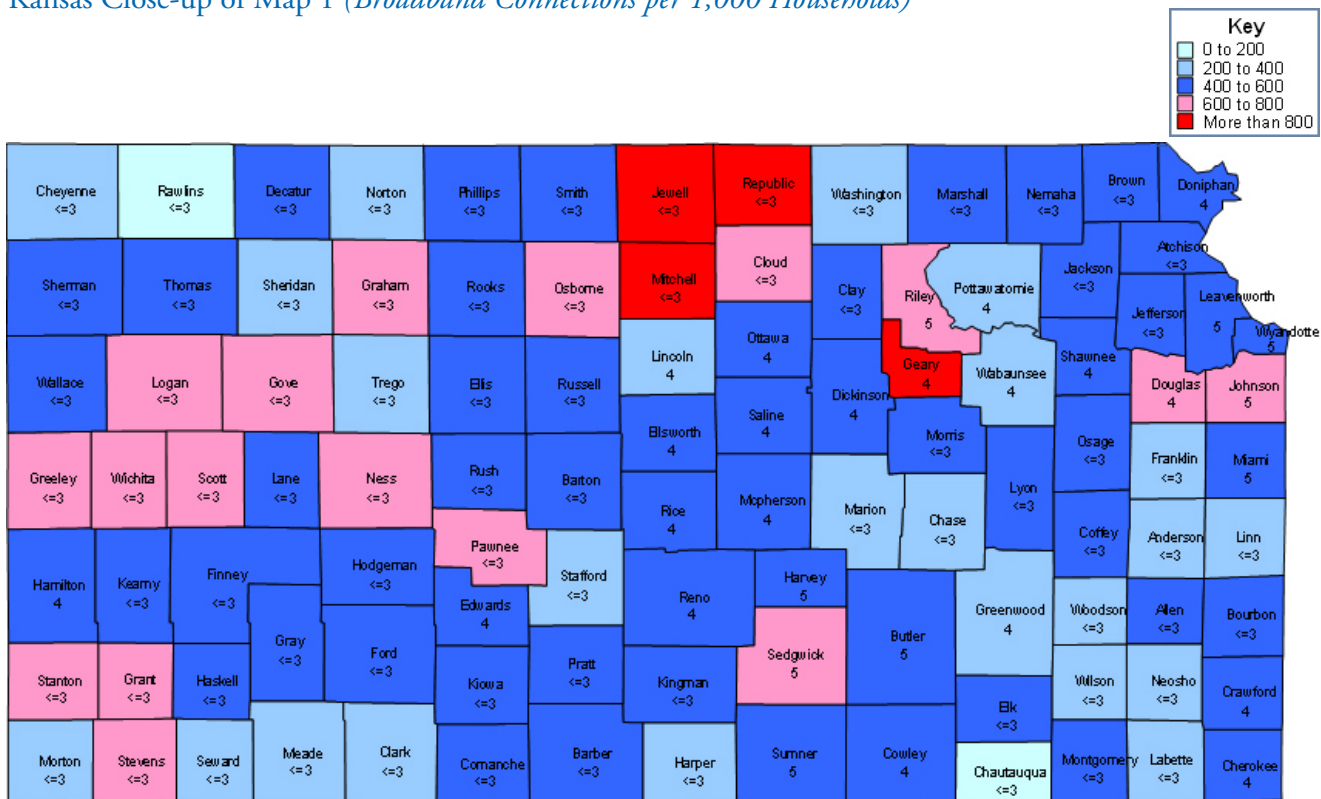 Kansas Close-up of Map 1 (Broadband Connections per 1,000 Households)
Key
0 to 200
200 to 400
400 to 600
600 to 800
More than 800
Cheyenne
<=3
Rawlins
<=3
Decatur
<=3
Norton
<=3
Phillips
<=3
Smith
<=3
Jewell
<=3
Republic
<=3
Washington
<=3
Marshall
<=3
Nemaha
<=3
Brown
<=3
Doniphan
4
Sherman
<=3
Thomas
<=3
Sheridan
<=3
Graham
<=3
Rooks
<=3
Osborne
<=3
Mitchell
<=3
Cloud
<=3
Clay
<=3
Riley
5
Pottawatomie
4
Jackson
<=3
Atchison
<=3
Jefferson
<=3
Leavenworth
5
Wyandotte
5
Wallace
<=3
Logan
<=3
Gove
<=3
Trego
<=3
Ellis
<=3
Russell
<=3
Lincoln
4
Ottawa
4
Saline
4
Dickinson
4
Geary
4
Wabaunsee
4
Shawnee
4
Douglas
4
Johnson
5
Greeley
<=3
Wichita
<=3
Scott
<=3
Lane
<=3
Ness
<=3
Rush
<=3
Barton
<=3
Ellsworth
4
Rice
4
Mcpherson
4
Marion
<=3
Morris
<=3
Chase
<=3
Lyon
<=3
Osage
<=3
Coffey
<=3
Franklin
<=3
Miami
5
Anderson
<=3
Linn
<=3
Hamilton
4
Kearny
<=3
Finney
<=3
Hodgeman
<=3
Pawnee
<=3
Edwards
4
Stafford
<=3
Reno
4
Harvey
5
Butler
5
Greenwood
4
Woodson
<=3
Allen
<=3
Bourbon
<=3
Gray
<=3
Ford
<=3
Kiowa
<=3
Pratt
<=3
Kingman
<=3
Sedgwick
5
Elk
<=3
Wilson
<=3
Neosho
<=3
Crawford
4
Stanton
<=3
Grant
<=3
Haskell
<=3
Morton
<=3
Stevens
<=3
Seward
<=3
Meade
<=3
Clark
<=3
Comanche
<=3
Barber
<=3
Harper
<=3
Sumner
5
Cowley
4
Chautauqua
<=3
Montgomery
<=3
Labette
<=3
Cherokee
4